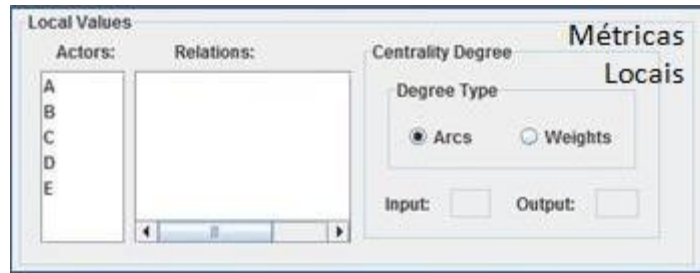 Local Values
Métricas
Locais
Actors:
Relations:
A
B
C
D
E
Centrality Degree
Degree Type
Arcs
Weights
Input:
Output: